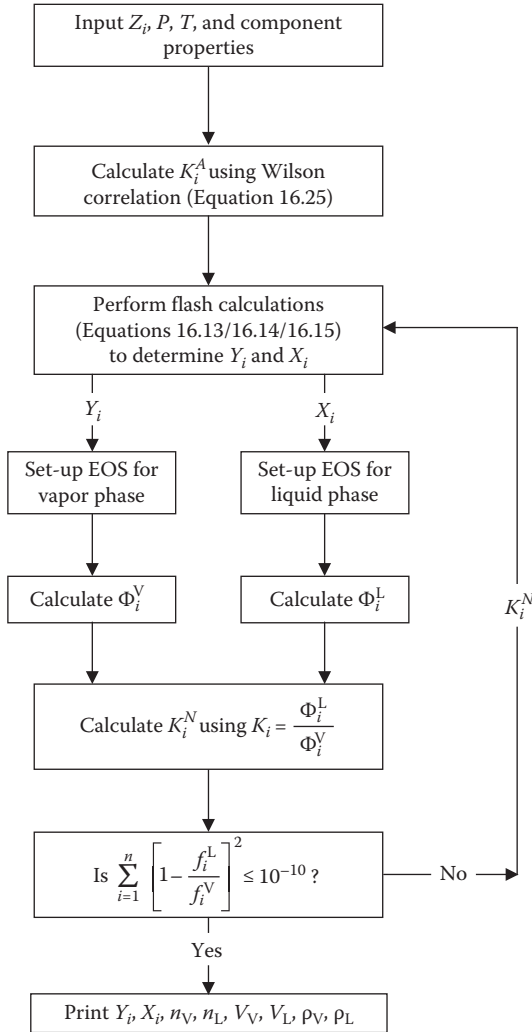 Input Z_i, P, T, and component
properties
Calculate K_i^A using Wilson
correlation (Equation 16.25)
Perform flash calculations
(Equations 16.13/16.14/16.15)
to determine Y_i and X_i
Y_i
X_i
Set-up EOS for
vapor phase
Set-up EOS for
liquid phase
Calculate Φ_i^V
Calculate Φ_i^L
K_i^N
Calculate K_i^N using K_i = Φ_i^L / Φ_i^V
Is ∑_{i=1}^{n} [1 − f_i^L / f_i^V]^2 ≤ 10^{−10} ?
No
Yes
Print Y_i, X_i, n_V, n_L, V_V, V_L, ρ_V, ρ_L